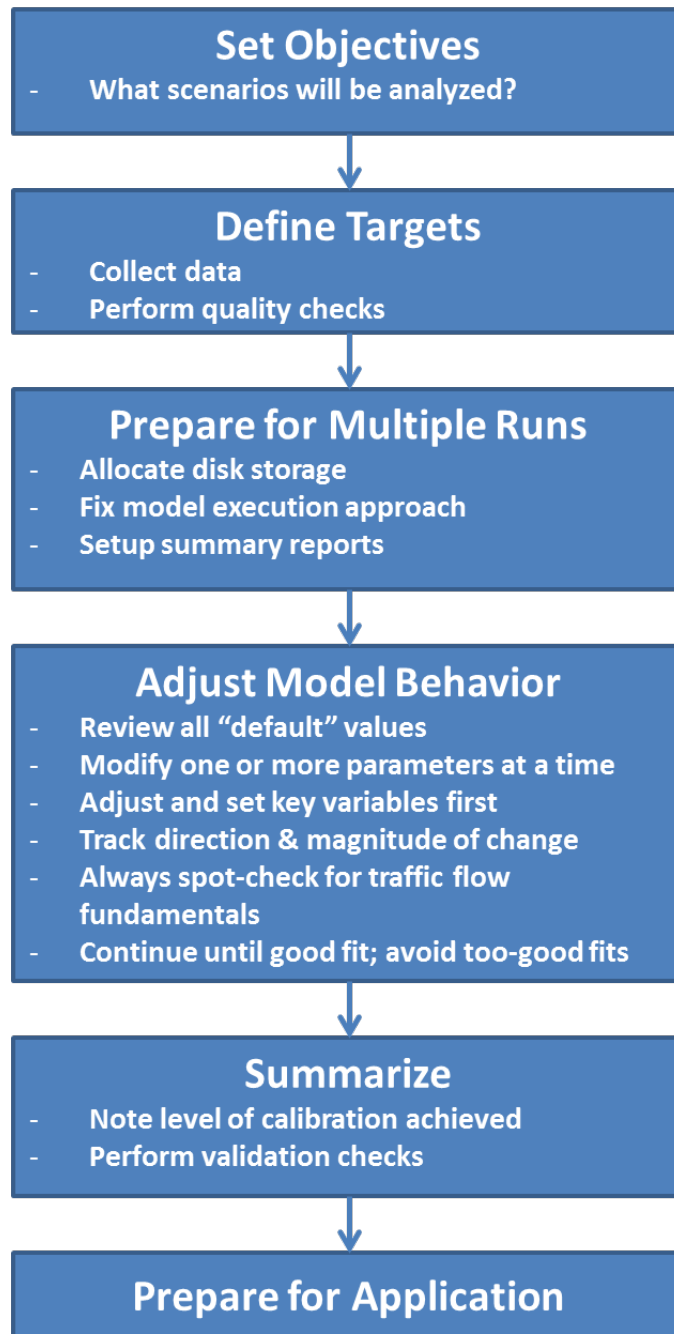 Set Objectives
- What scenarios will be analyzed?
Define Targets
- Collect data
- Perform quality checks
Prepare for Multiple Runs
- Allocate disk storage
- Fix model execution approach
- Setup summary reports
Adjust Model Behavior
- Review all “default” values
- Modify one or more parameters at a time
- Adjust and set key variables first
- Track direction & magnitude of change
- Always spot-check for traffic flow
fundamentals
- Continue until good fit; avoid too-good fits
Summarize
- Note level of calibration achieved
- Perform validation checks
Prepare for Application